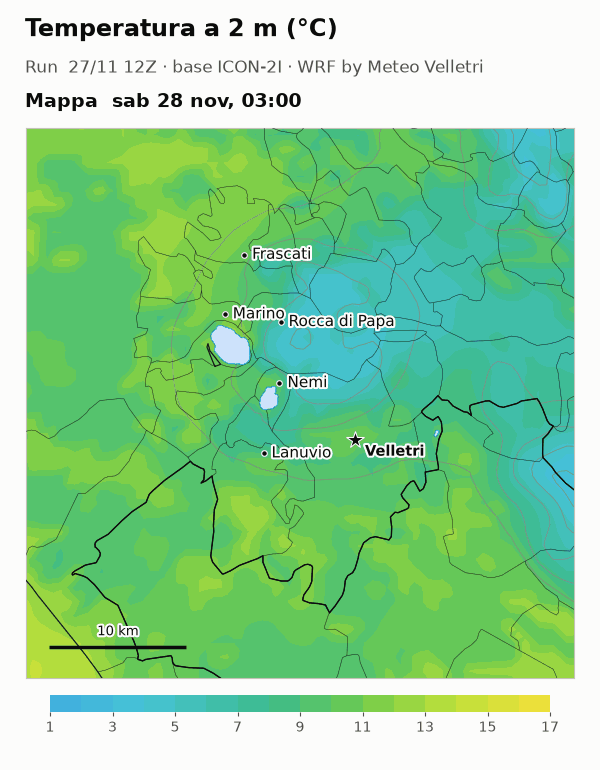 Temperatura a 2 m (°C)
Run  27/11 12Z · base ICON-2I · WRF by Meteo Velletri
Mappa  sab 28 nov, 03:00
Frascati
Marino
Rocca di Papa
Nemi
Velletri
Lanuvio
10 km
1 3 5 7 9 11 13 15 17